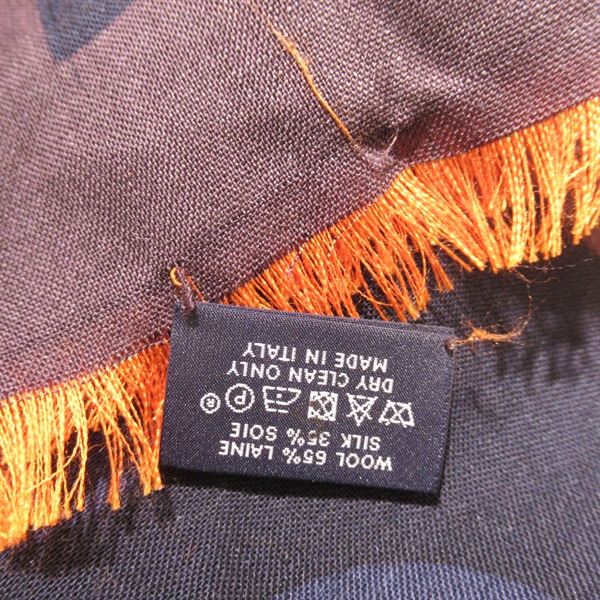 WOOL 65% LAINE
SILK 35% SOIE
P ®
DRY CLEAN ONLY
MADE IN ITALY